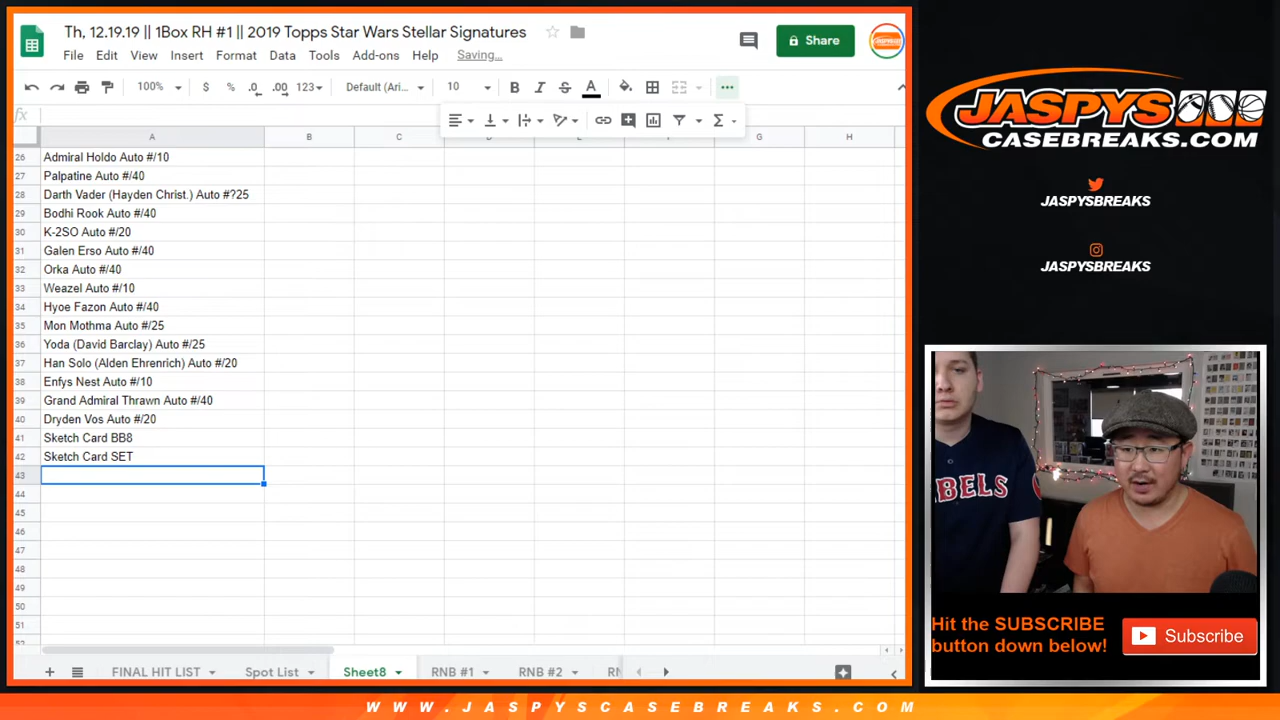 Th, 12.19.19 || 1Box RH #1 || 2019 Topps Star Wars Stellar Signatures
File Edit View Insert Format Data Tools Add-ons Help Saving...
Share
100% $ % .0 .00 123 Default (Ari... 10 B I S A
fx
A B C G H
26 Admiral Holdo Auto #/10
27 Palpatine Auto #/40
28 Darth Vader (Hayden Christ.) Auto #?25
29 Bodhi Rook Auto #/40
30 K-2SO Auto #/20
31 Galen Erso Auto #/40
32 Orka Auto #/40
33 Weazel Auto #/10
34 Hyoe Fazon Auto #/40
35 Mon Mothma Auto #/25
36 Yoda (David Barclay) Auto #/25
37 Han Solo (Alden Ehrenrich) Auto #/20
38 Enfys Nest Auto #/10
39 Grand Admiral Thrawn Auto #/40
40 Dryden Vos Auto #/20
41 Sketch Card BB8
42 Sketch Card SET
43
44
45
46
47
48
49
50
51
FINAL HIT LIST Spot List Sheet8 RNB #1 RNB #2
JASPYS
CASEBREAKS.COM
JASPYSBREAKS
JASPYSBREAKS
Hit the SUBSCRIBE
button down below!
Subscribe
WWW.JASPYSCASEBREAKS.COM